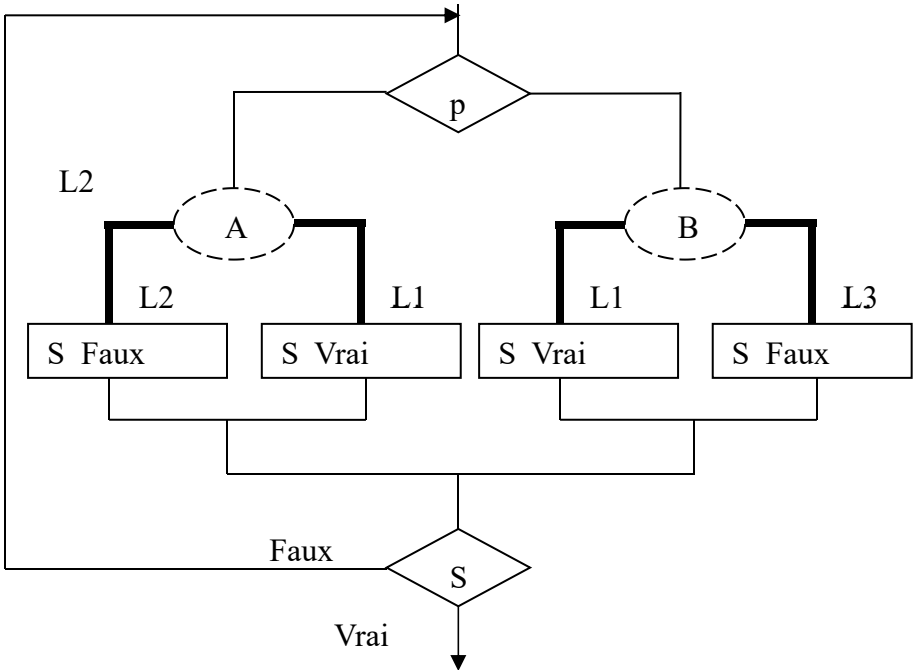 p
L2
A
B
L2
L1
L1
L3
S Faux
S Vrai
S Vrai
S Faux
Faux
S
Vrai